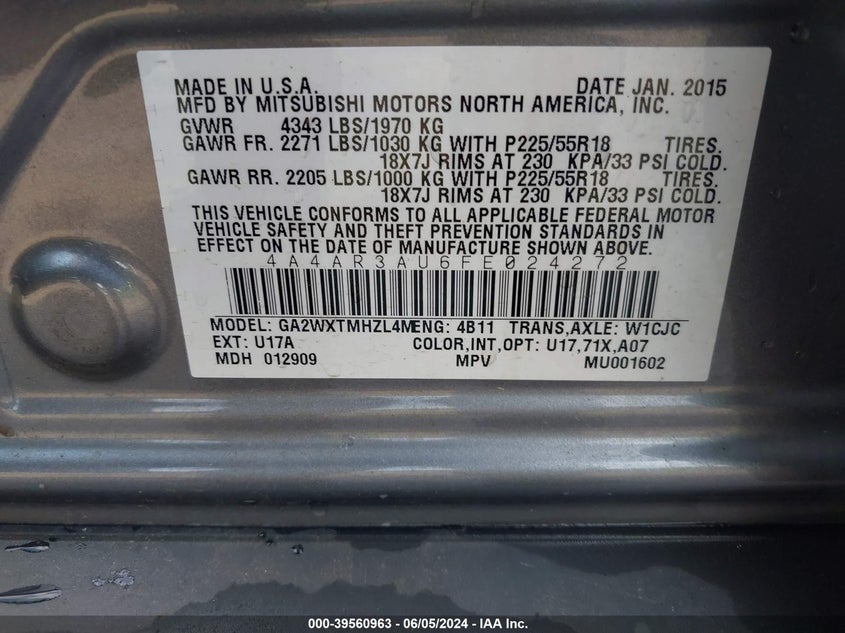 MADE IN U.S.A. DATE JAN. 2015
MFD BY MITSUBISHI MOTORS NORTH AMERICA, INC.
GVWR 4343 LBS/1970 KG
GAWR FR. 2271 LBS/1030 KG WITH P225/55R18 TIRES.
18X7J RIMS AT 230 KPA/33 PSI COLD.
GAWR RR. 2205 LBS/1000 KG WITH P225/55R18 TIRES.
18X7J RIMS AT 230 KPA/33 PSI COLD.
THIS VEHICLE CONFORMS TO ALL APPLICABLE FEDERAL MOTOR
VEHICLE SAFETY AND THEFT PREVENTION STANDARDS IN
EFFECT ON THE DATE OF MANUFACTURE SHOWN ABOVE.
4A4AR3AU6FE024272
MODEL: GA2WXTMHZL4MENG: 4B11 TRANS,AXLE: W1CJC
EXT: U17A COLOR,INT,OPT: U17,71X,A07
MDH 012909 MPV MU001602
000-39560963 - 06/05/2024 - IAA Inc.